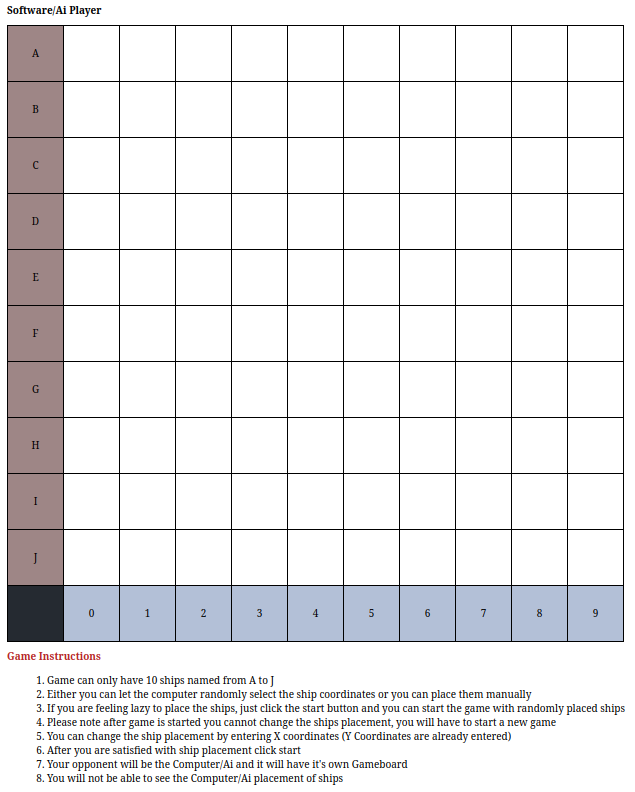 Software/Ai Player
A
B
C
D
E
F
G
H
I
J
0 1 2 3 4 5 6 7 8 9
Game Instructions
1. Game can only have 10 ships named from A to J
2. Either you can let the computer randomly select the ship coordinates or you can place them manually
3. If you are feeling lazy to place the ships, just click the start button and you can start the game with randomly placed ships
4. Please note after game is started you cannot change the ships placement, you will have to start a new game
5. You can change the ship placement by entering X coordinates (Y Coordinates are already entered)
6. After you are satisfied with ship placement click start
7. Your opponent will be the Computer/Ai and it will have it's own Gameboard
8. You will not be able to see the Computer/Ai placement of ships